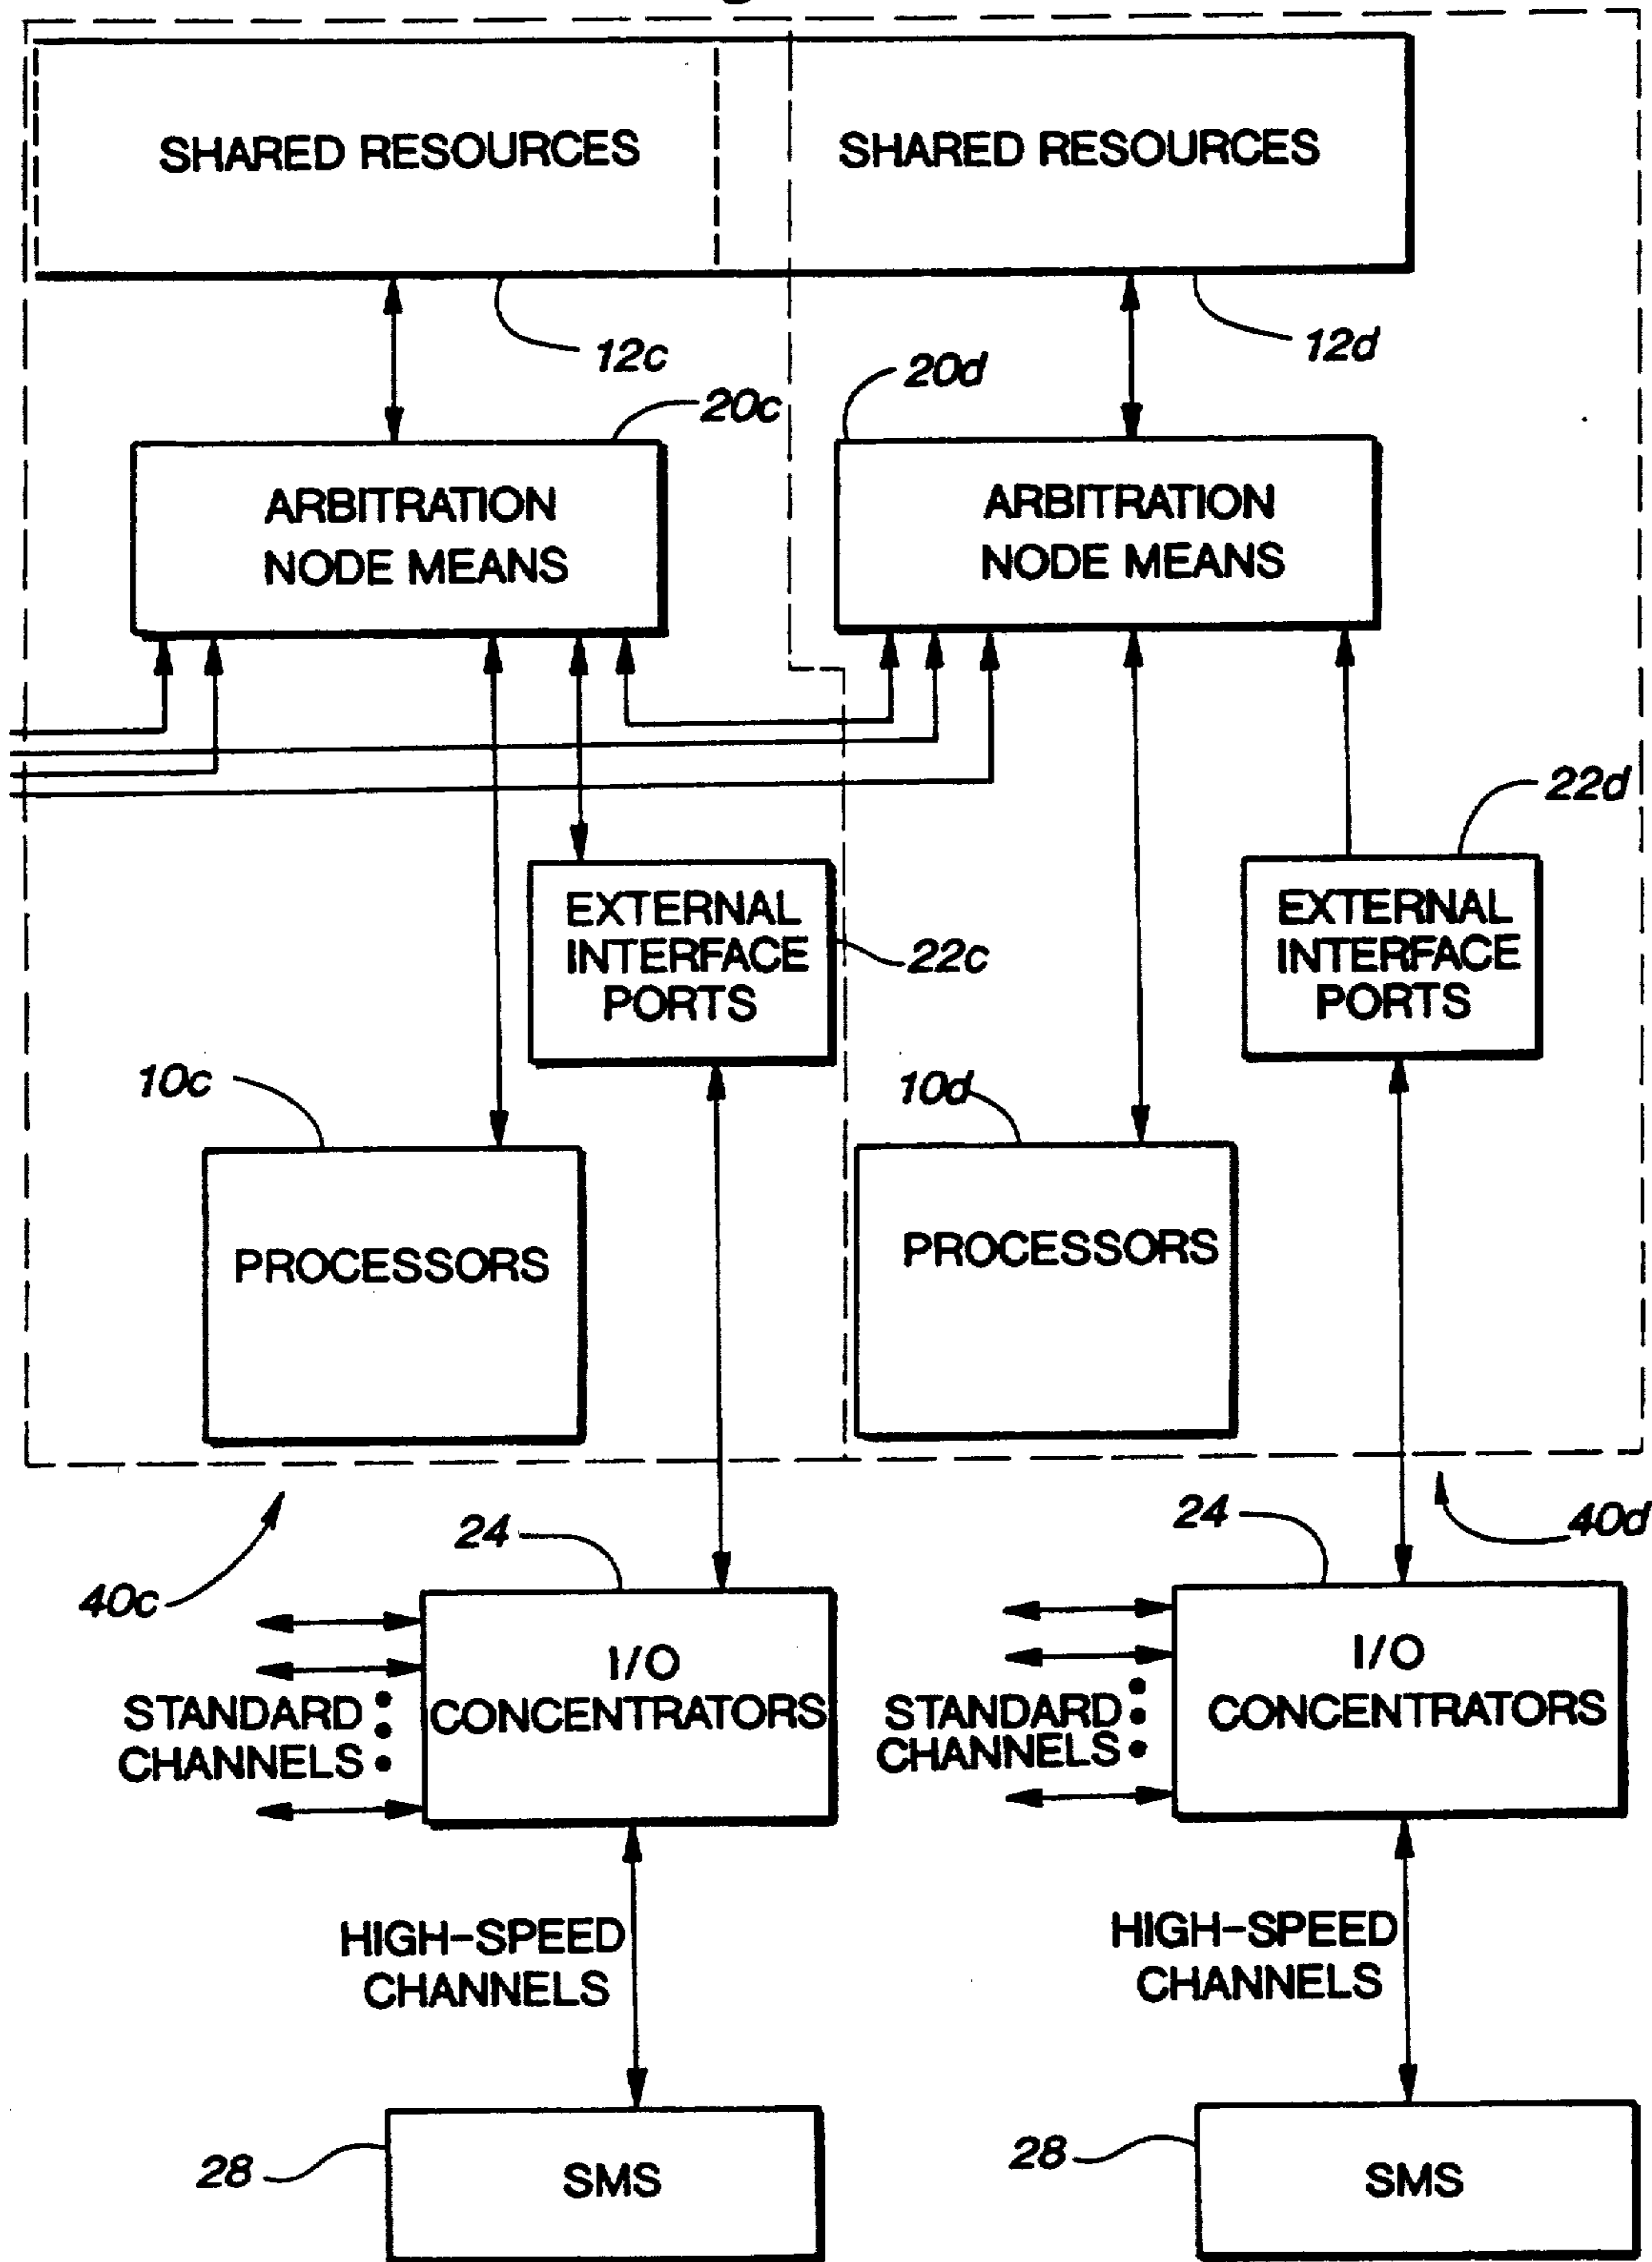 SHARED RESOURCES
SHARED RESOURCES
12c
12d
20c
20d
ARBITRATION
NODE MEANS
ARBITRATION
NODE MEANS
22d
EXTERNAL
INTERFACE
PORTS
22c
EXTERNAL
INTERFACE
PORTS
10c
10d
PROCESSORS
PROCESSORS
40c
40d
24
24
I/O
CONCENTRATORS
STANDARD
CHANNELS
I/O
CONCENTRATORS
STANDARD
CHANNELS
HIGH-SPEED
CHANNELS
HIGH-SPEED
CHANNELS
28
SMS
28
SMS